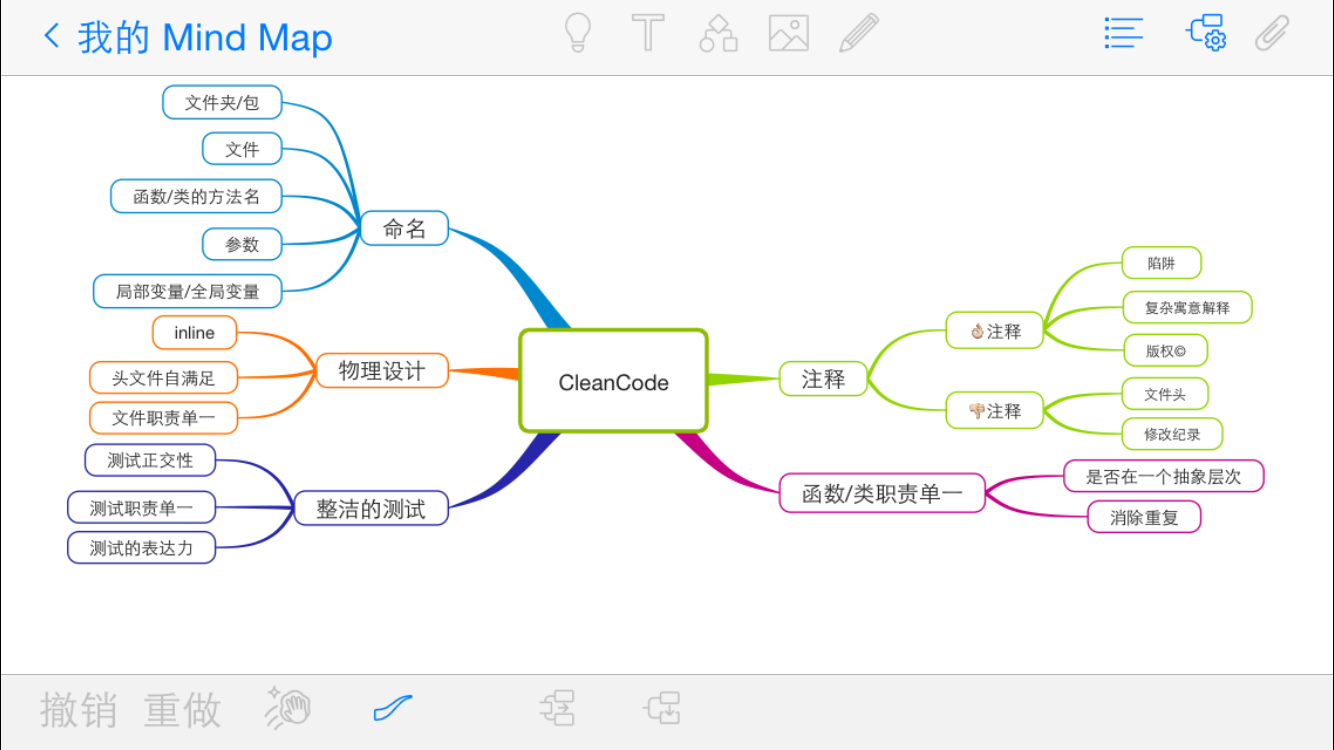 我的 Mind Map
文件夹/包
文件
函数/类的方法名
参数
局部变量/全局变量
命名
inline
头文件自满足
文件职责单一
物理设计
测试正交性
测试职责单一
测试的表达力
整洁的测试
CleanCode
注释
👌🏼注释
陷阱
复杂寓意解释
版权©
👎🏼注释
文件头
修改纪录
函数/类职责单一
是否在一个抽象层次
消除重复
撤销 重做